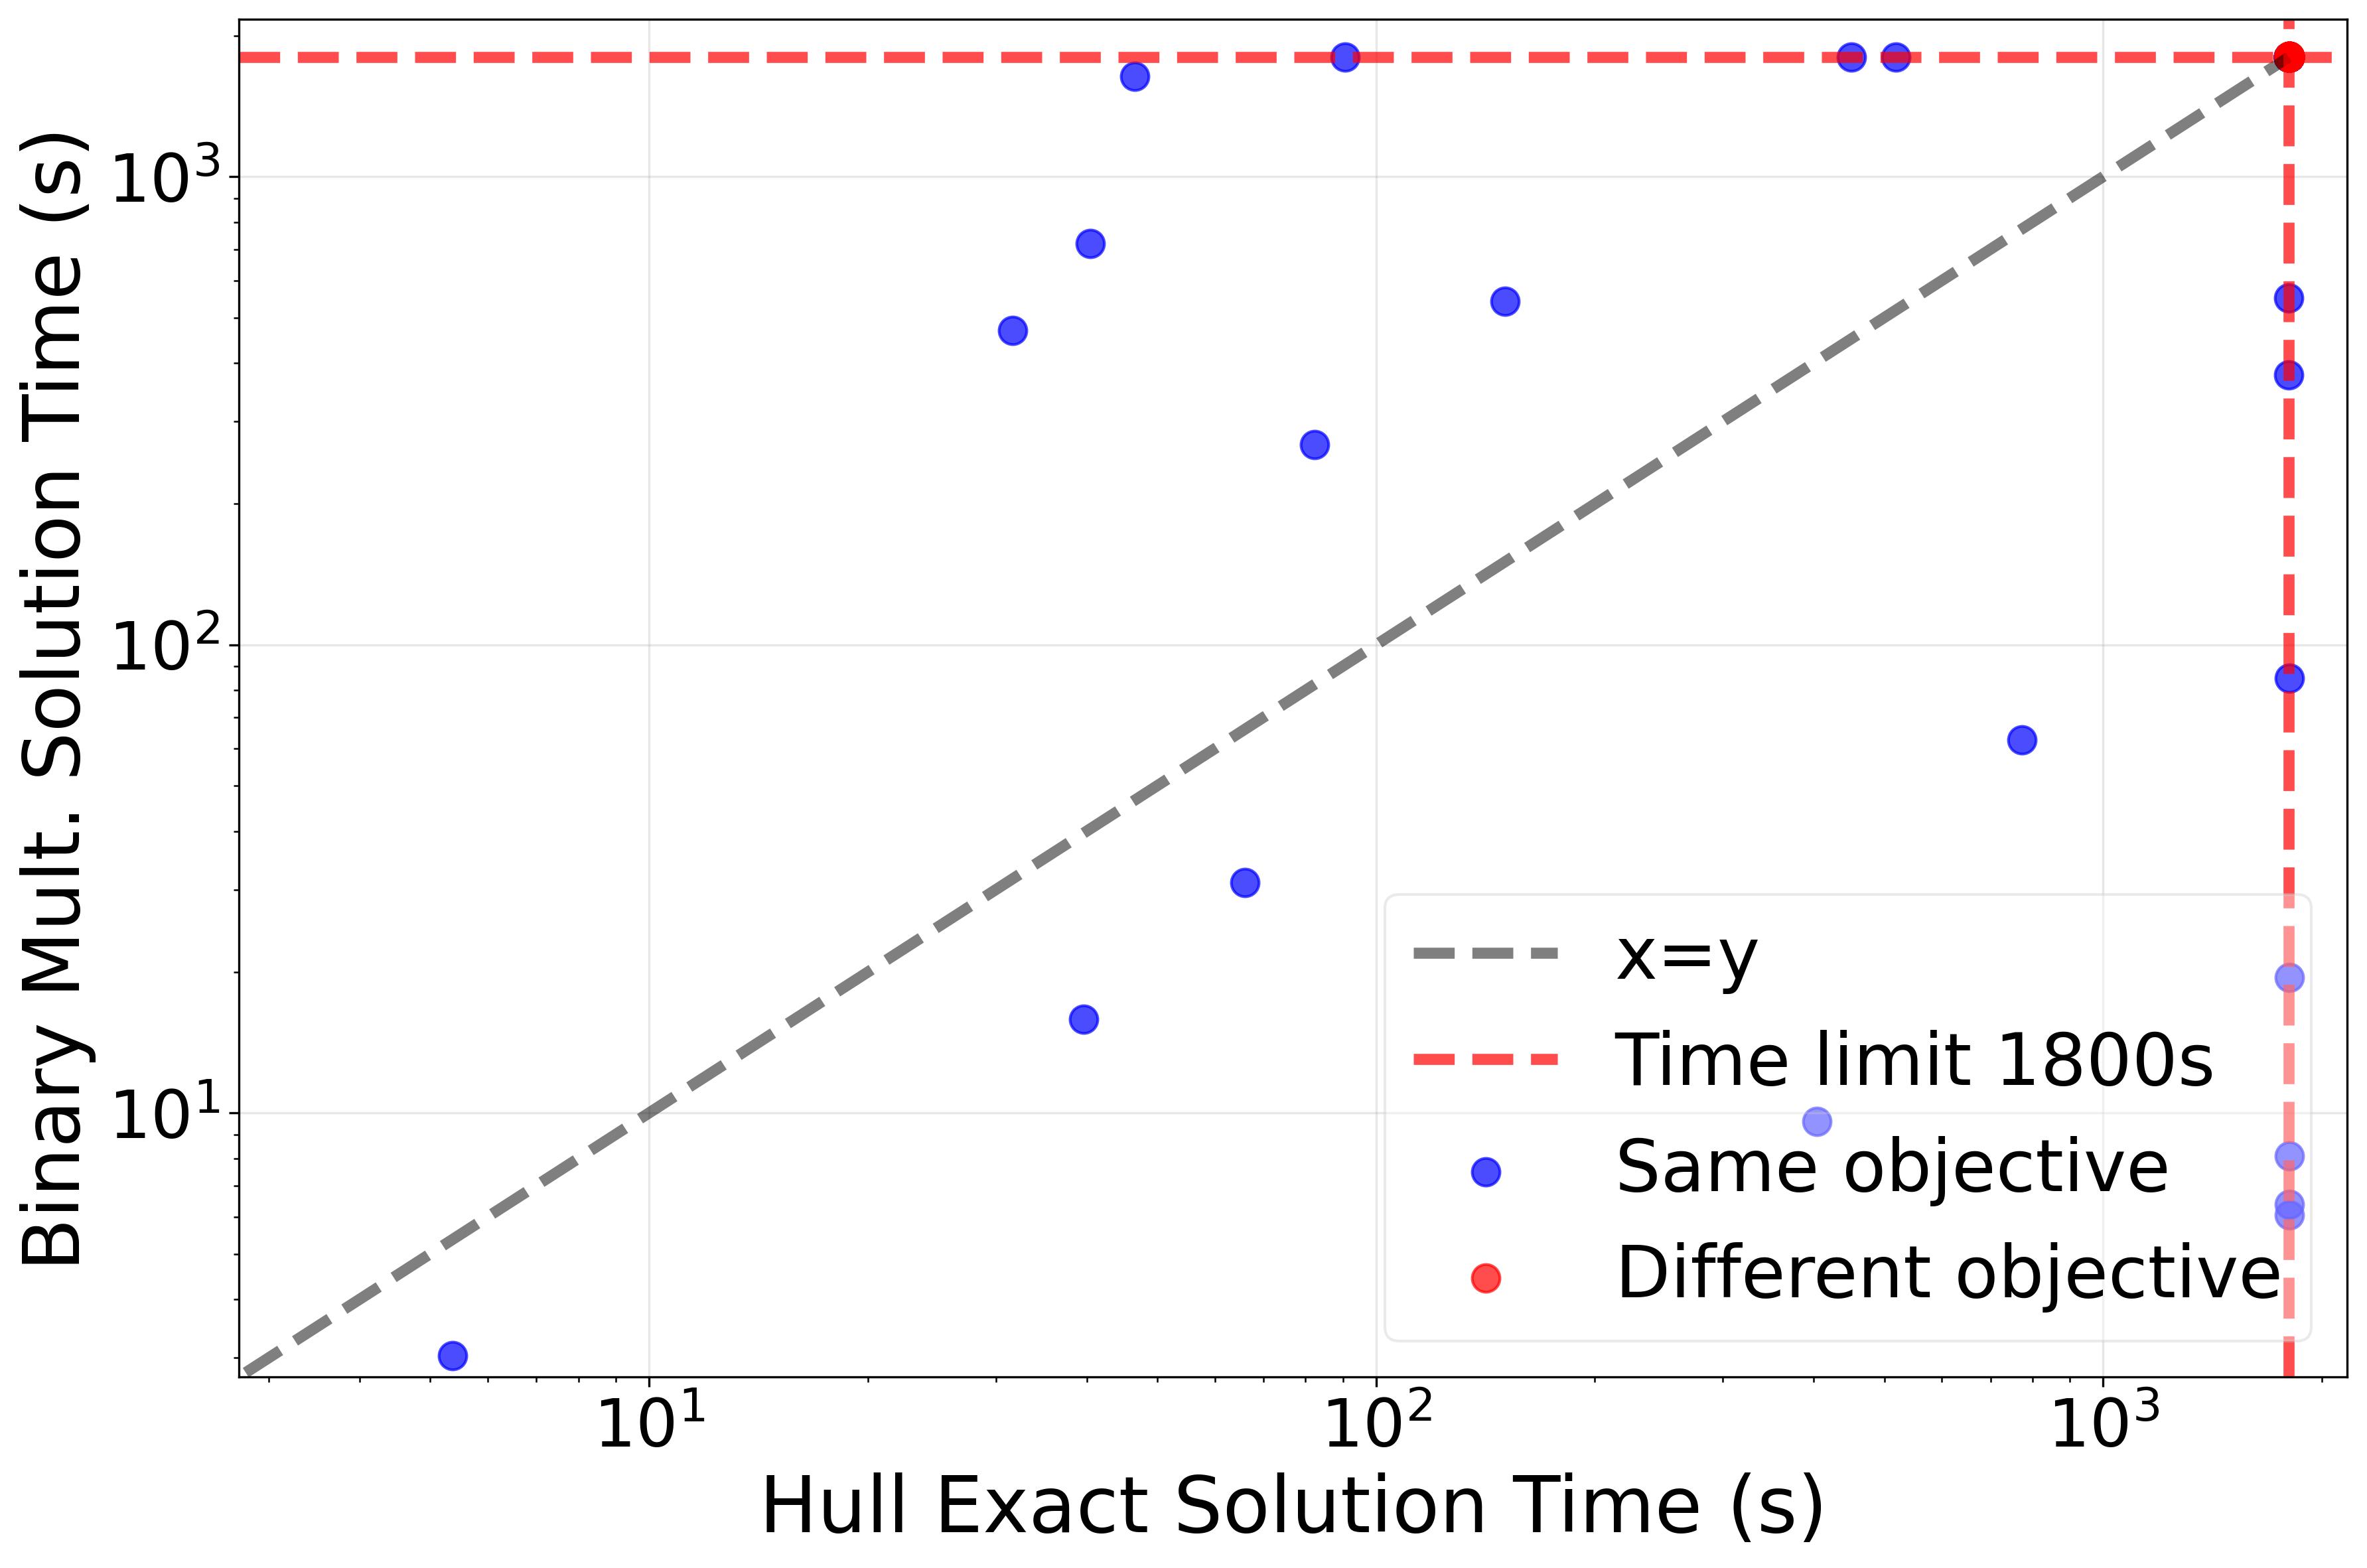 Binary Mult. Solution Time (s)
10³
10²
10¹
x=y
Time limit 1800s
Same objective
Different objective
10¹
10²
10³
Hull Exact Solution Time (s)